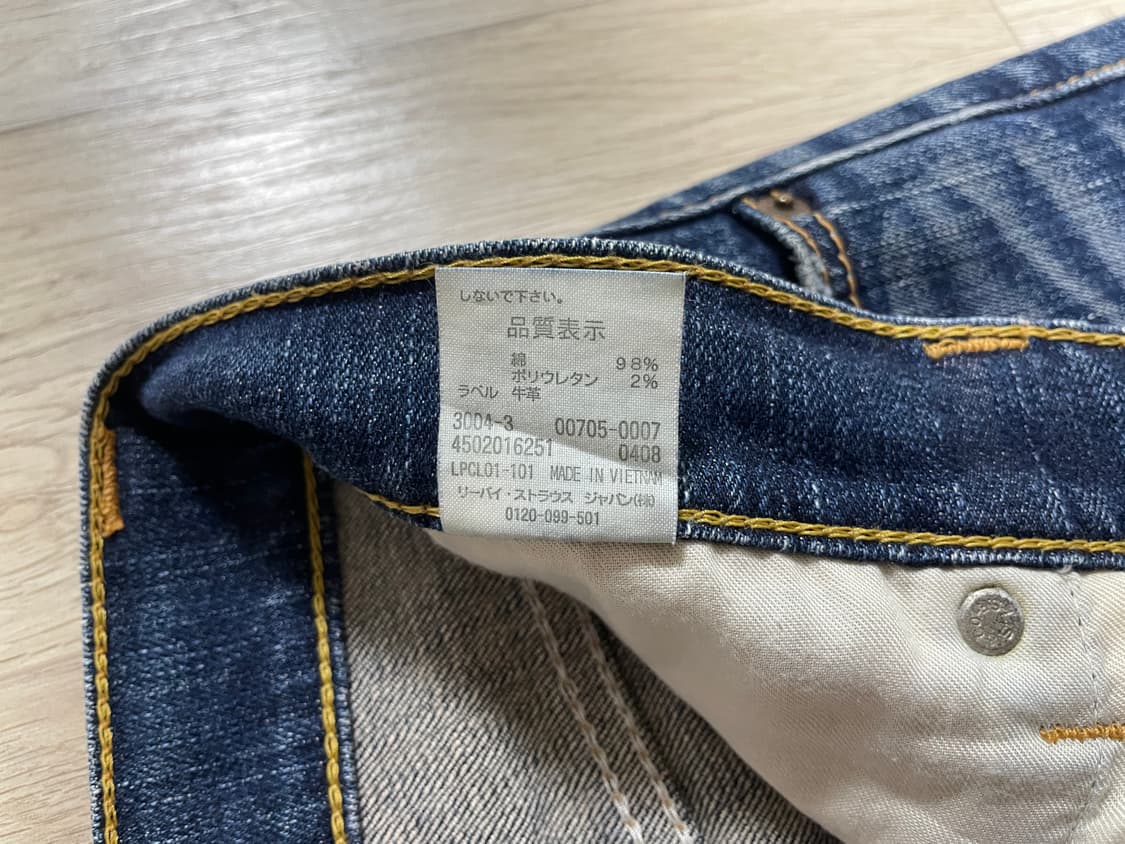 しないで下さい。
品質表示
綿 98%
ポリウレタン 2%
ラベル 牛革
3004-3 00705-0007
4502016251 0408
LPCL01-101 MADE IN VIETNAM
リーバイ・ストラウス ジャパン(株)
0120-099-501